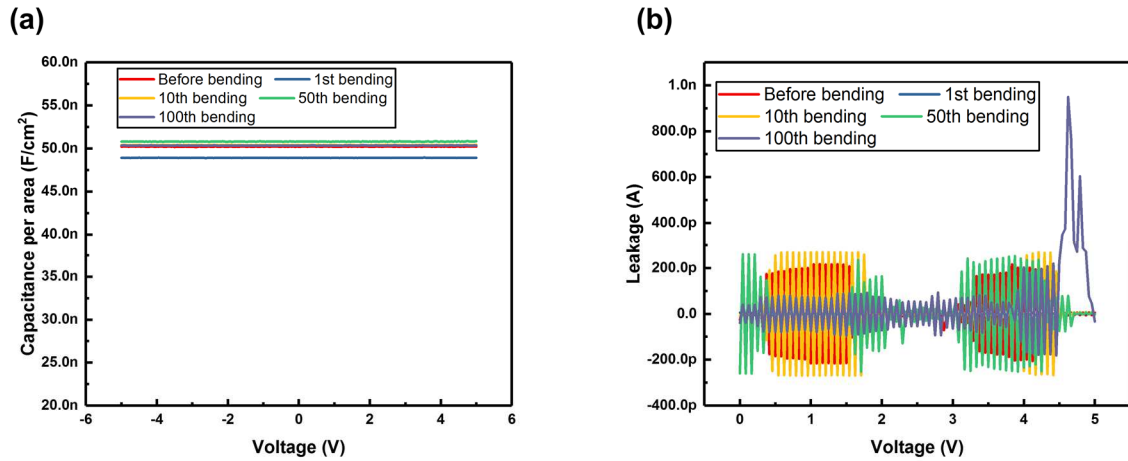 (a)
60.0n
55.0n
50.0n
45.0n
40.0n
35.0n
30.0n
25.0n
20.0n
Capacitance per area (F/cm²)
Before bending 1st bending
10th bending 50th bending
100th bending
-6 -4 -2 0 2 4 6
Voltage (V)
(b)
1.0n
800.0p
600.0p
400.0p
200.0p
0.0
-200.0p
-400.0p
Leakage (A)
Before bending 1st bending
10th bending 50th bending
100th bending
0 1 2 3 4 5
Voltage (V)